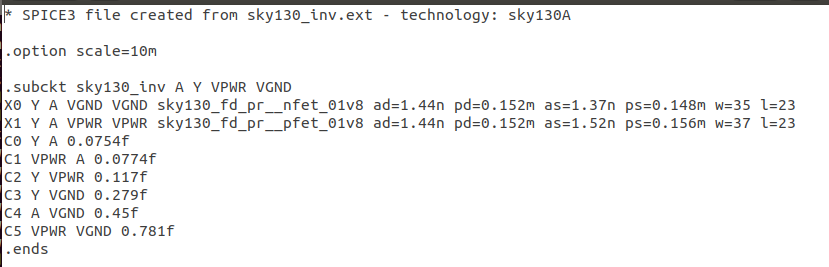 * SPICE3 file created from sky130_inv.ext - technology: sky130A
.option scale=10m
.subckt sky130_inv A Y VPWR VGND
X0 Y A VGND VGND sky130_fd_pr__nfet_01v8 ad=1.44n pd=0.152m as=1.37n ps=0.148m w=35 l=23
X1 Y A VPWR VPWR sky130_fd_pr__pfet_01v8 ad=1.44n pd=0.152m as=1.52n ps=0.156m w=37 l=23
C0 Y A 0.0754f
C1 VPWR A 0.0774f
C2 Y VPWR 0.117f
C3 Y VGND 0.279f
C4 A VGND 0.45f
C5 VPWR VGND 0.781f
.ends